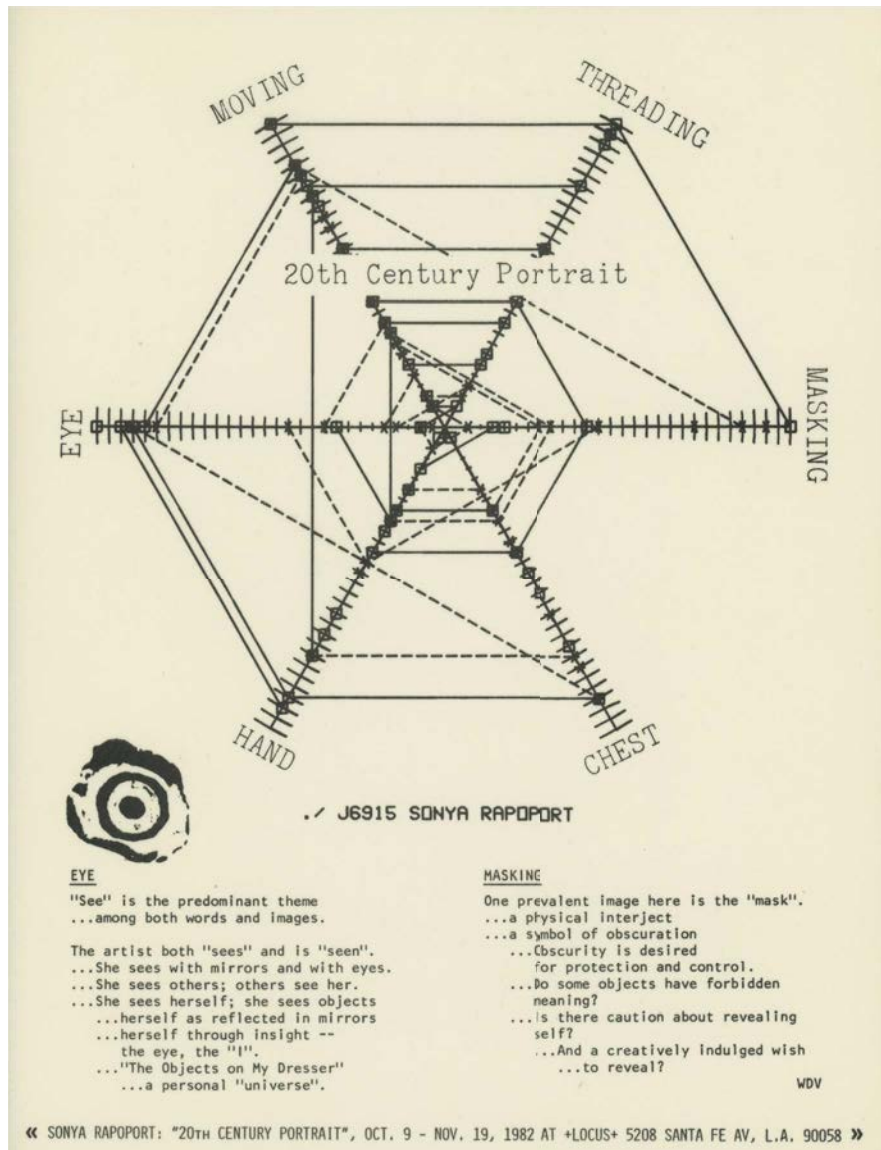 MOVING
THREADING
20th Century Portrait
EYE
MASKING
HAND
CHEST
./ J6915 SONYA RAPOPORT
EYE
"See" is the predominant theme
...among both words and images.
The artist both "sees" and is "seen".
...She sees with mirrors and with eyes.
...She sees others; others see her.
...She sees herself; she sees objects
...herself as reflected in mirrors
...herself through insight --
the eye, the "I".
..."The Objects on My Dresser"
...a personal "universe".
MASKING
One prevalent image here is the "mask".
...a physical interject
...a symbol of obscuration
...Obscurity is desired
for protection and control.
...Do some objects have forbidden
meaning?
...Is there caution about revealing
self?
...And a creatively indulged wish
...to reveal?
WDV
« SONYA RAPOPORT: "20TH CENTURY PORTRAIT", OCT. 9 - NOV. 19, 1982 AT +LOCUS+ 5208 SANTA FE AV, L.A. 90058 »